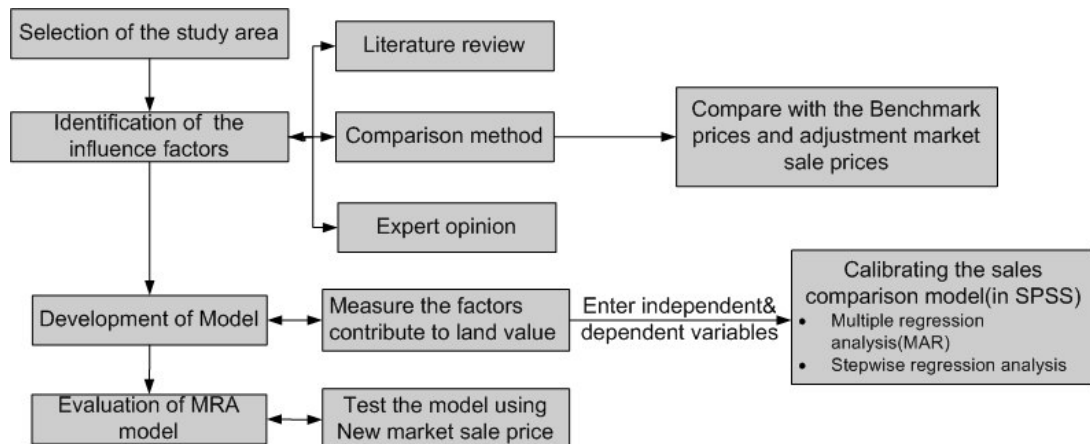 Selection of the study area
Literature review
Identification of the
influence factors
Comparison method
Compare with the Benchmark
prices and adjustment market
sale prices
Expert opinion
Development of Model
Measure the factors
contribute to land value
Enter independent&
dependent variables
Calibrating the sales
comparison model(in SPSS)
• Multiple regression
analysis(MAR)
• Stepwise regression analysis
Evaluation of MRA
model
Test the model using
New market sale price